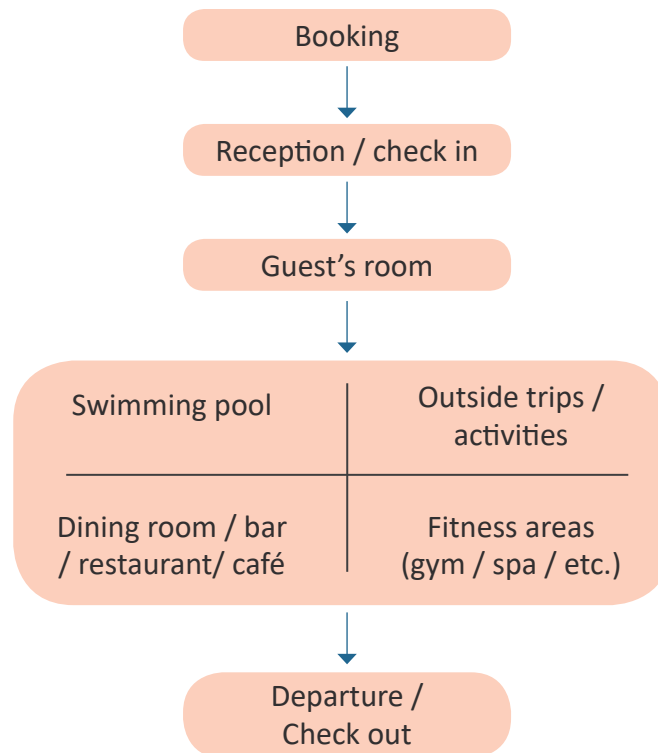 Booking
Reception / check in
Guest’s room
Swimming pool
Outside trips /
activities
Dining room / bar
/ restaurant/ café
Fitness areas
(gym / spa / etc.)
Departure /
Check out